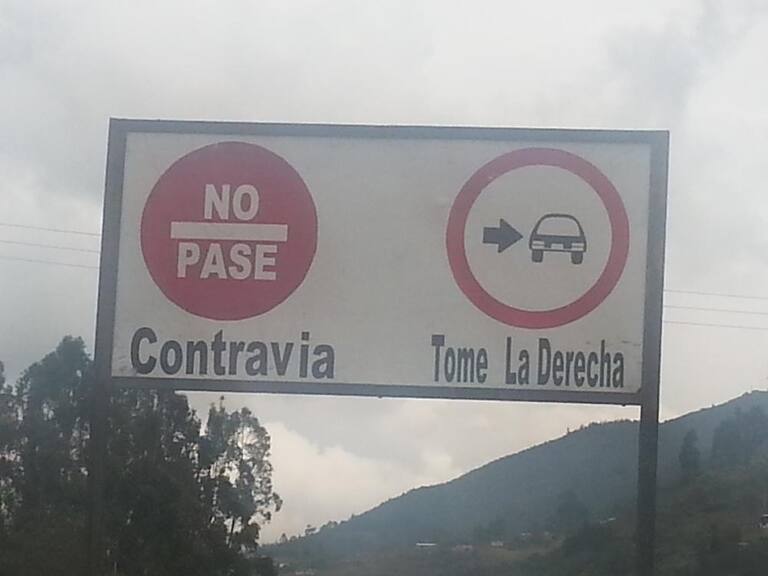 NO
PASE
Contravia
Tome La Derecha